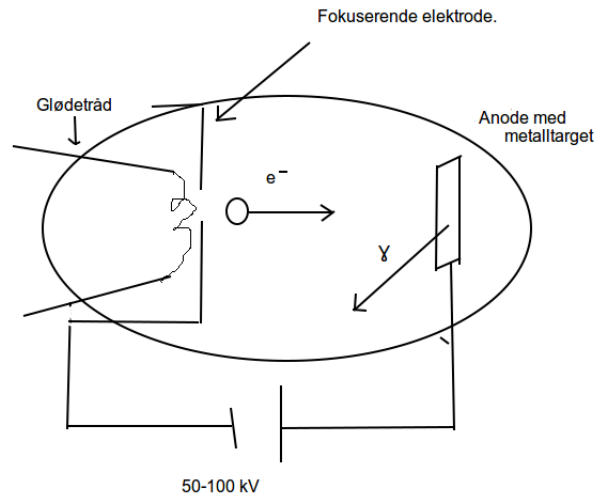 Fokuserende elektrode.
Glødetråd
Anode med
metalltarget
e⁻
ɣ
50-100 kV